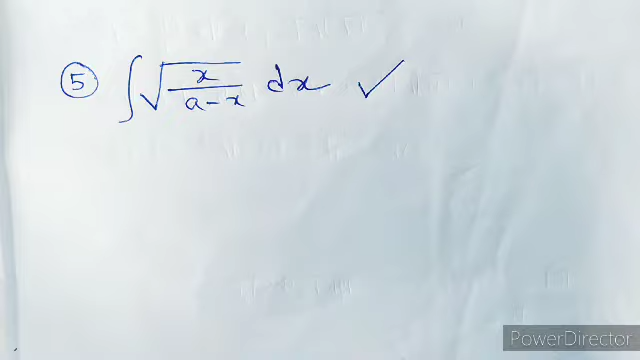 ⑤ ∫ √(x/(a-x)) dx ✓
PowerDirector